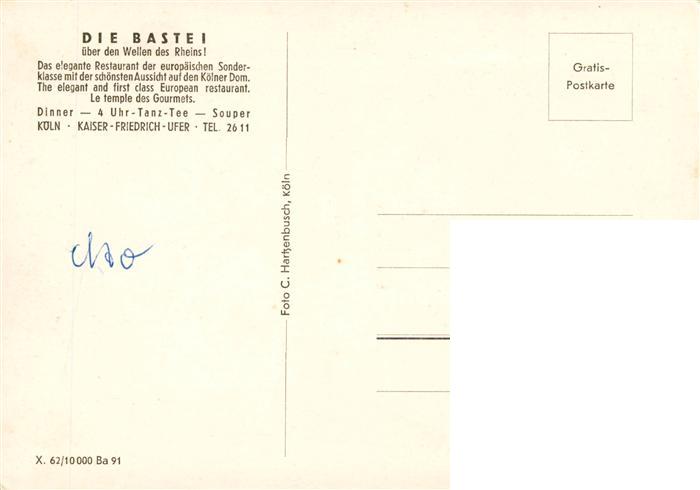 DIE BASTEI
über den Wellen des Rheins!
Das elegante Restaurant der europäischen Sonder-
klasse mit der schönsten Aussicht auf den Kölner Dom.
The elegant and first class European restaurant.
Le temple des Gourmets.
Dinner — 4 Uhr-Tanz-Tee — Souper
KÖLN · KAISER-FRIEDRICH-UFER · TEL. 2611
Gratis-
Postkarte
Foto C. Hartzenbusch, Köln
X. 62/10000 Ba 91